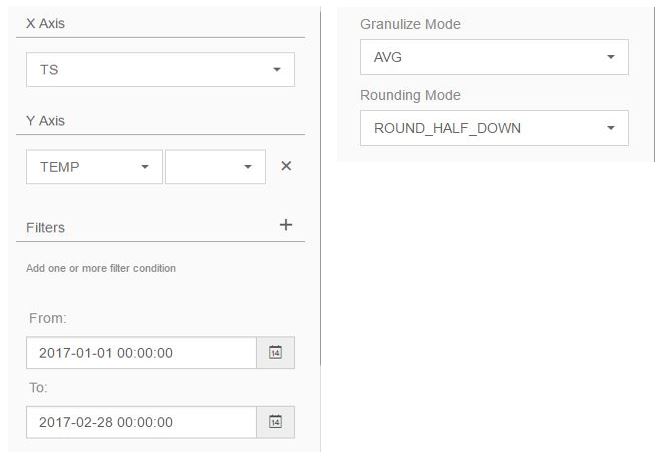 X Axis
TS
Y Axis
TEMP
Filters
Add one or more filter condition
From:
2017-01-01 00:00:00
14
To:
2017-02-28 00:00:00
14
Granulize Mode
AVG
Rounding Mode
ROUND_HALF_DOWN